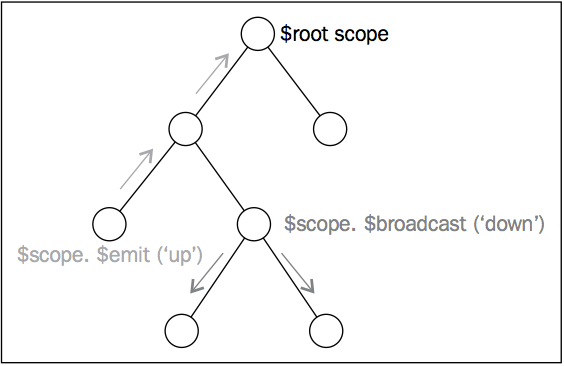 $root scope
$scope. $broadcast (‘down’)
$scope. $emit (‘up’)